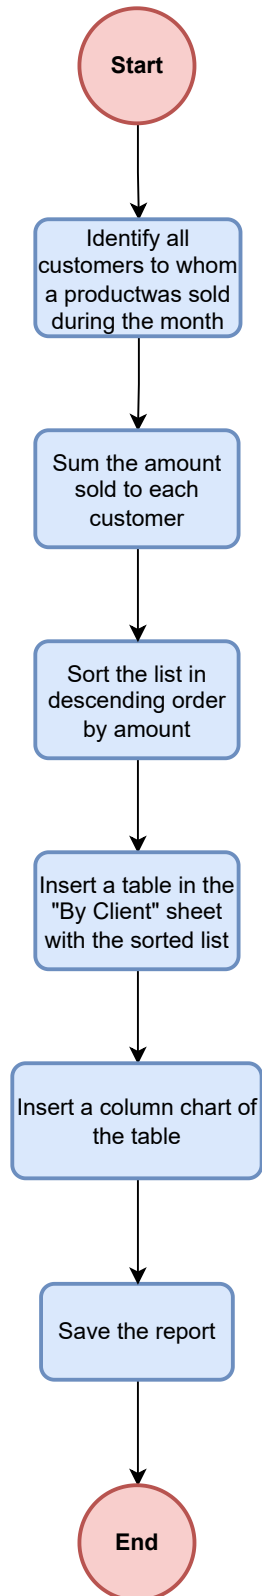 Start
Identify all
customers to whom
a productwas sold
during the month
Sum the amount
sold to each
customer
Sort the list in
descending order
by amount
Insert a table in the
"By Client" sheet
with the sorted list
Insert a column chart of
the table
Save the report
End